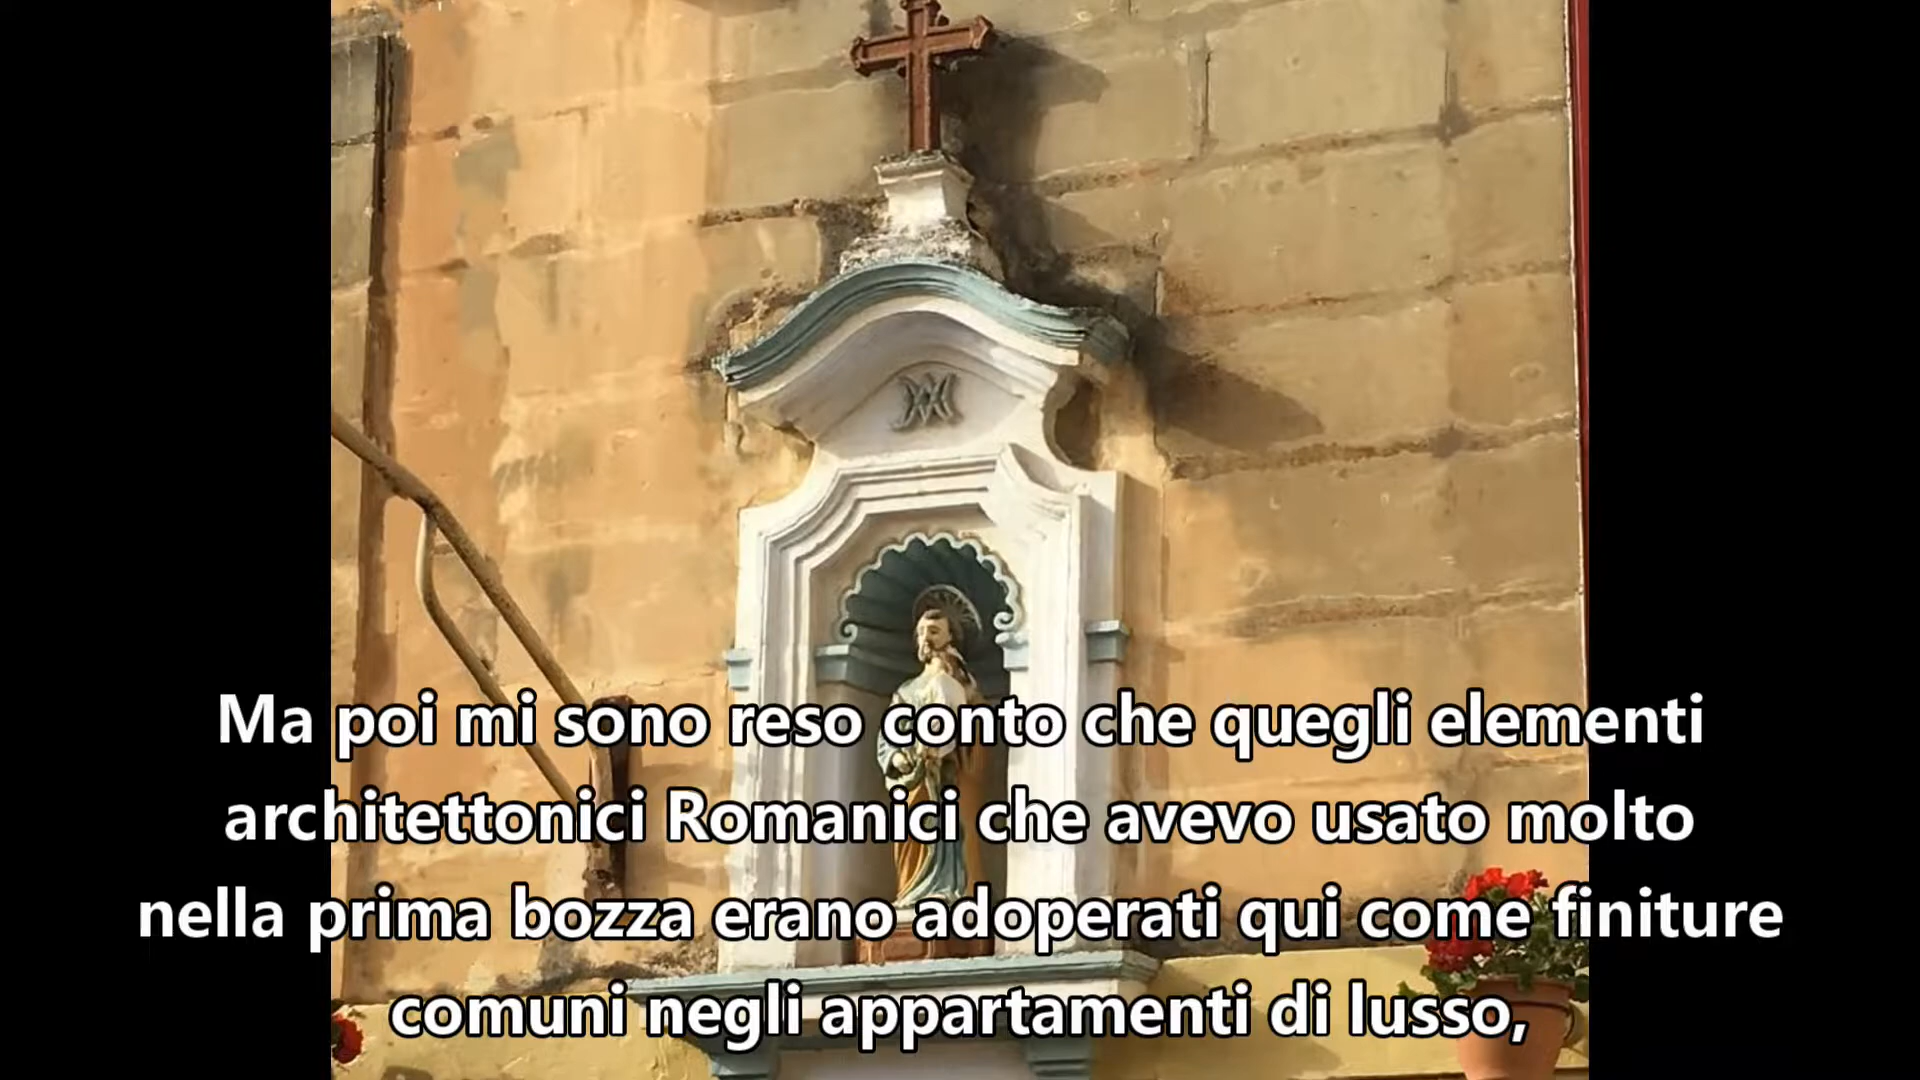 Ma poi mi sono reso conto che quegli elementi
architettonici Romanici che avevo usato molto
nella prima bozza erano adoperati qui come finiture
comuni negli appartamenti di lusso,